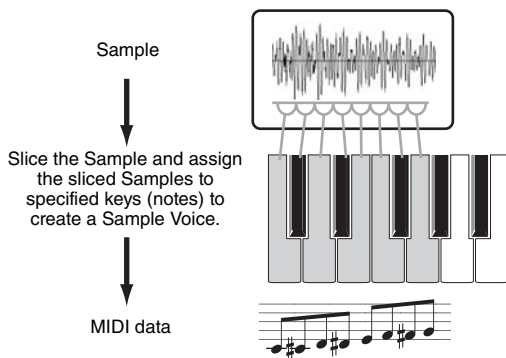 Sample
Slice the Sample and assign
the sliced Samples to
specified keys (notes) to
create a Sample Voice.
MIDI data